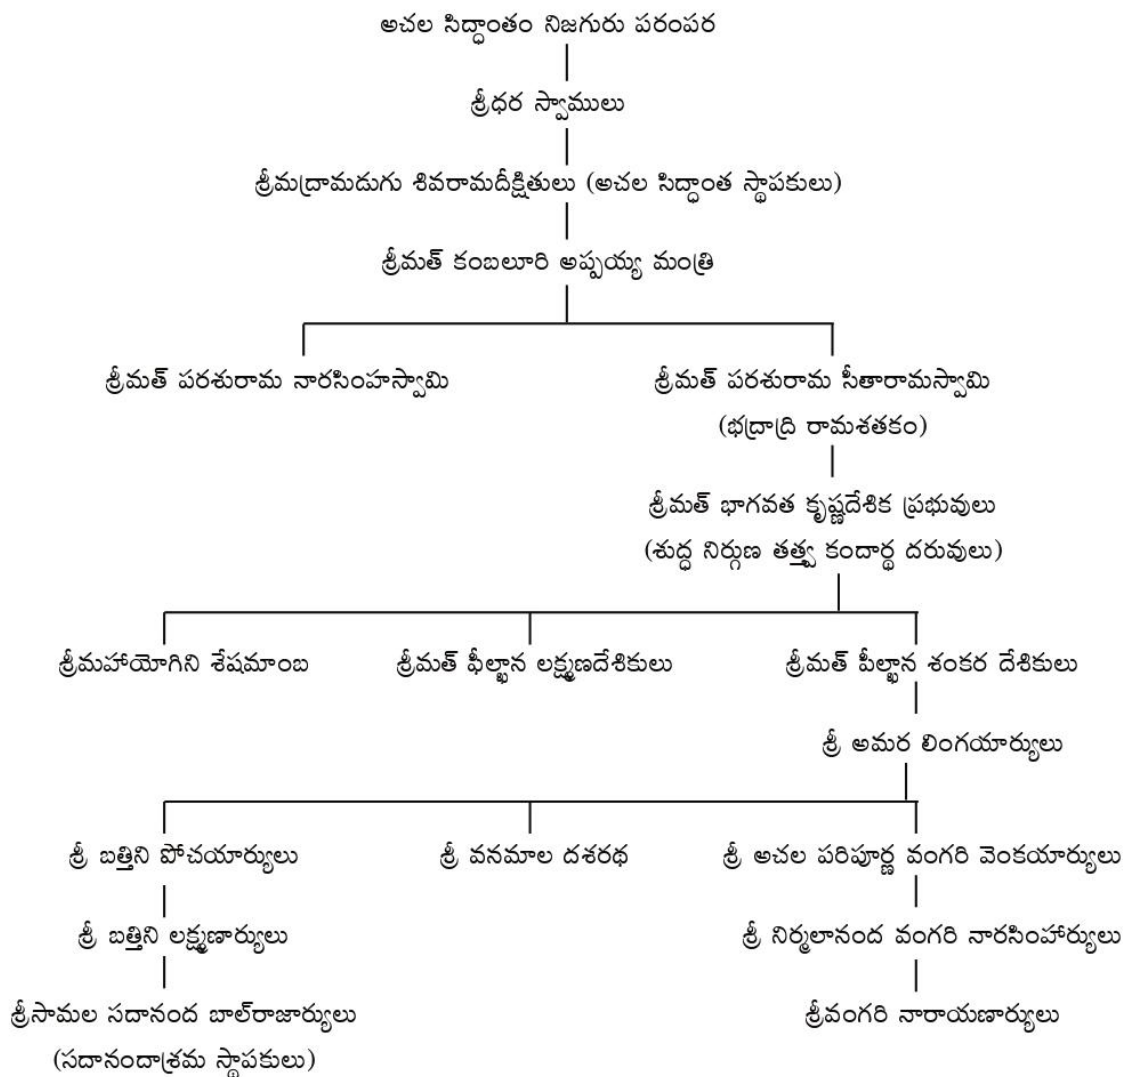 అచల సిద్ధాంతం నిజగురు పరంపర
శ్రీధర స్వాములు
శ్రీమద్రామడుగు శివరామదీక్షితులు (అచల సిద్ధాంత స్థాపకులు)
శ్రీమత్ కంబలూరి అప్పయ్య మంత్రి
శ్రీమత్ పరశురామ నారసింహస్వామి
శ్రీమత్ పరశురామ సీతారామస్వామి
(భద్రాద్రి రామశతకం)
శ్రీమత్ భాగవత కృష్ణదేశిక ప్రభువులు
(శుద్ధ నిర్గుణ తత్త్వ కందార్థ దరువులు)
శ్రీమహాయోగిని శేషమాంబ
శ్రీమత్ ఫీల్ఖాన లక్ష్మణదేశికులు
శ్రీమత్ పీల్ఖాన శంకర దేశికులు
శ్రీ అమర లింగయార్యులు
శ్రీ బత్తిని పోచయార్యులు
శ్రీ వనమాల దశరథ
శ్రీ అచల పరిపూర్ణ వంగరి వెంకయార్యులు
శ్రీ బత్తిని లక్ష్మణార్యులు
శ్రీ నిర్మలానంద వంగరి నారసింహార్యులు
శ్రీసామల సదానంద బాల్‌రాజార్యులు
శ్రీవంగరి నారాయణార్యులు
(సదానందాశ్రమ స్థాపకులు)